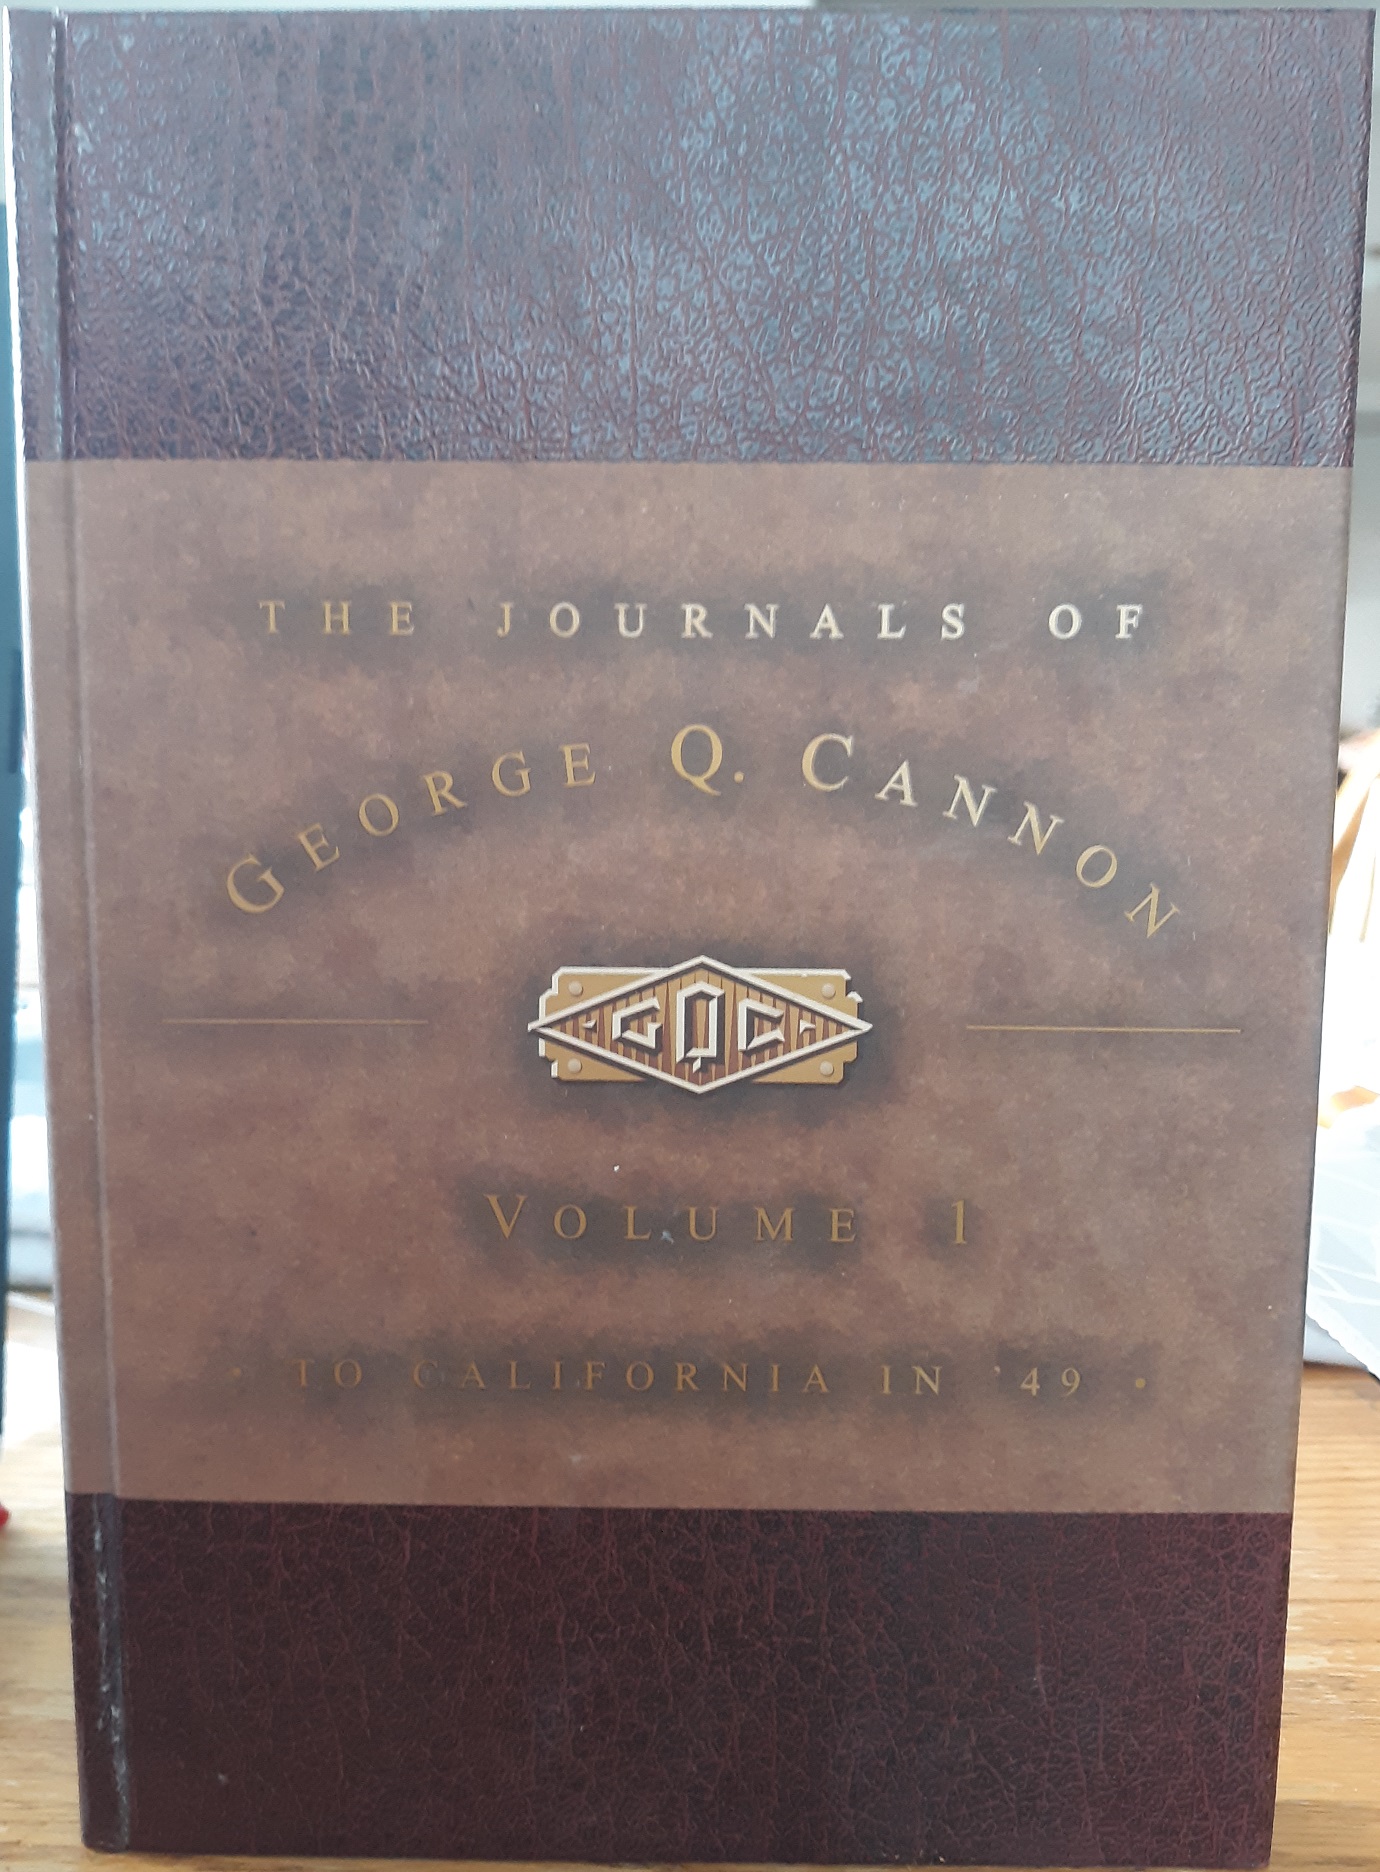 THE JOURNALS OF
GEORGE Q. CANNON
GQC
VOLUME 1
• TO CALIFORNIA IN '49 •